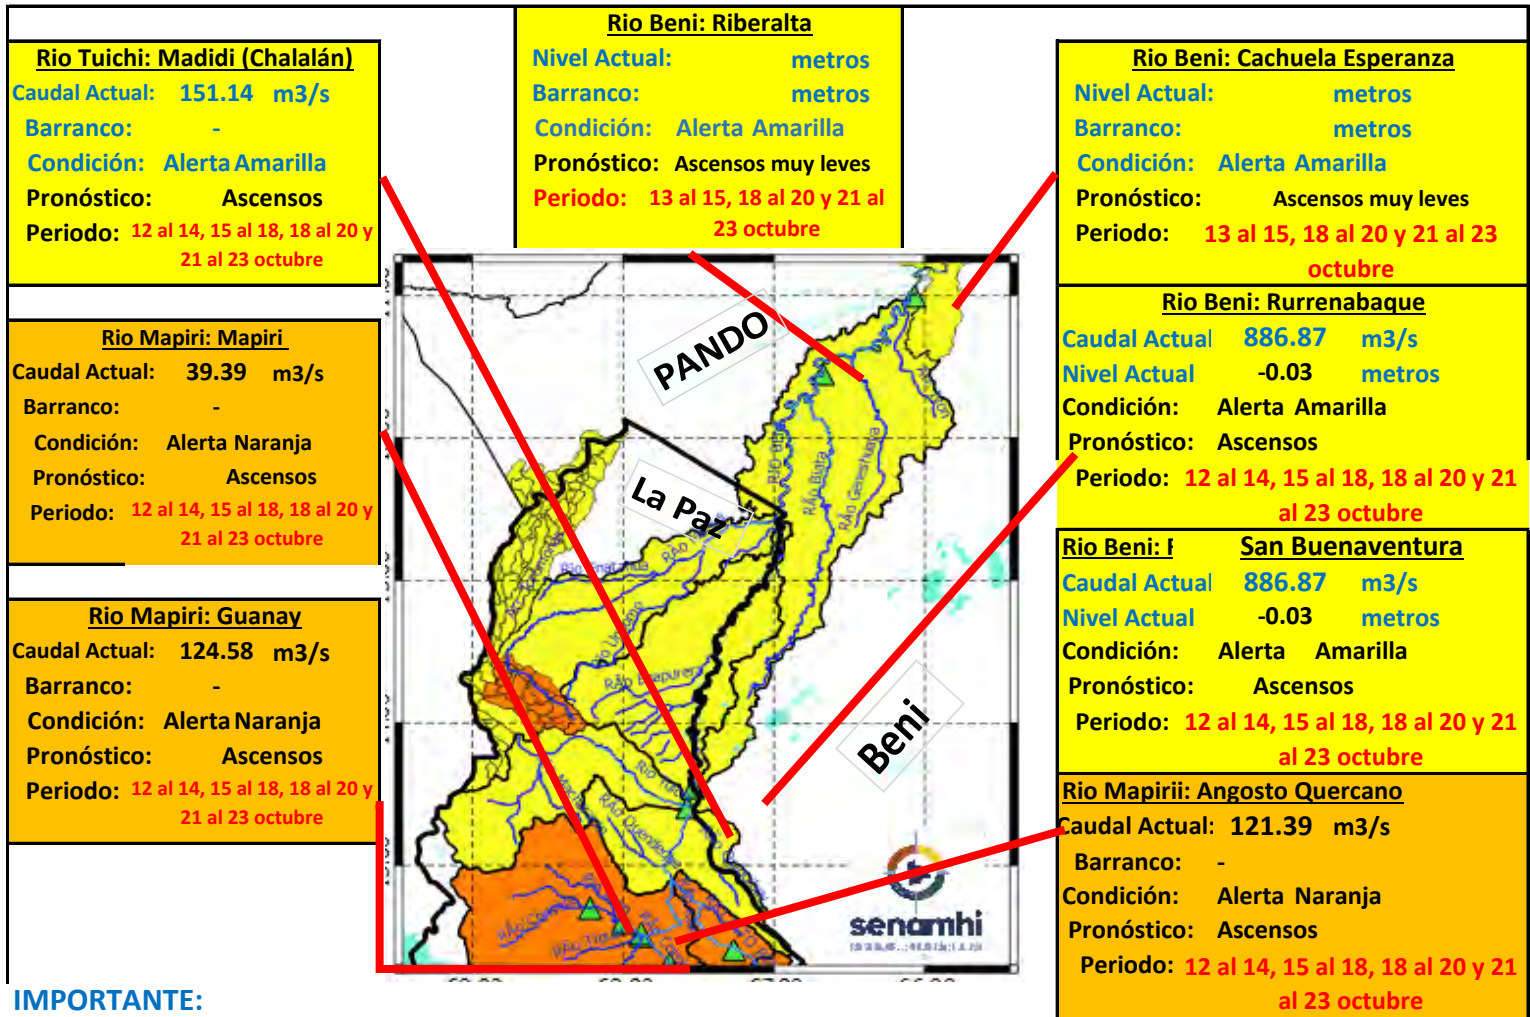 Rio Tuichi: Madidi (Chalalán)
Caudal Actual: 151.14 m3/s
Barranco: -
Condición: Alerta Amarilla
Pronóstico: Ascensos
Periodo: 12 al 14, 15 al 18, 18 al 20 y
21 al 23 octubre
Rio Mapiri: Mapiri
Caudal Actual: 39.39 m3/s
Barranco: -
Condición: Alerta Naranja
Pronóstico: Ascensos
Periodo: 12 al 14, 15 al 18, 18 al 20 y
21 al 23 octubre
Rio Mapiri: Guanay
Caudal Actual: 124.58 m3/s
Barranco: -
Condición: Alerta Naranja
Pronóstico: Ascensos
Periodo: 12 al 14, 15 al 18, 18 al 20 y
21 al 23 octubre
Rio Beni: Riberalta
Nivel Actual: metros
Barranco: metros
Condición: Alerta Amarilla
Pronóstico: Ascensos muy leves
Periodo: 13 al 15, 18 al 20 y 21 al
23 octubre
PANDO
La Paz
Beni
senamhi
Rio Beni: Cachuela Esperanza
Nivel Actual: metros
Barranco: metros
Condición: Alerta Amarilla
Pronóstico: Ascensos muy leves
Periodo: 13 al 15, 18 al 20 y 21 al 23
octubre
Rio Beni: Rurrenabaque
Caudal Actual 886.87 m3/s
Nivel Actual -0.03 metros
Condición: Alerta Amarilla
Pronóstico: Ascensos
Periodo: 12 al 14, 15 al 18, 18 al 20 y 21
al 23 octubre
Rio Beni: San Buenaventura
Caudal Actual 886.87 m3/s
Nivel Actual -0.03 metros
Condición: Alerta Amarilla
Pronóstico: Ascensos
Periodo: 12 al 14, 15 al 18, 18 al 20 y 21
al 23 octubre
Rio Mapirii: Angosto Quercano
Caudal Actual: 121.39 m3/s
Barranco: -
Condición: Alerta Naranja
Pronóstico: Ascensos
Periodo: 12 al 14, 15 al 18, 18 al 20 y 21
al 23 octubre
IMPORTANTE: